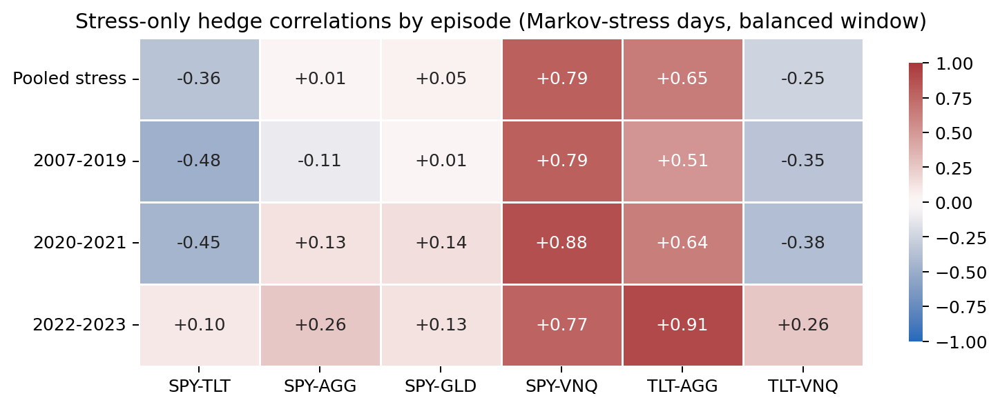 Stress-only hedge correlations by episode (Markov-stress days, balanced window)
Pooled stress -0.36 +0.01 +0.05 +0.79 +0.65 -0.25
2007-2019 -0.48 -0.11 +0.01 +0.79 +0.51 -0.35
2020-2021 -0.45 +0.13 +0.14 +0.88 +0.64 -0.38
2022-2023 +0.10 +0.26 +0.13 +0.77 +0.91 +0.26
SPY-TLT SPY-AGG SPY-GLD SPY-VNQ TLT-AGG TLT-VNQ
1.00
0.75
0.50
0.25
0.00
−0.25
−0.50
−0.75
−1.00